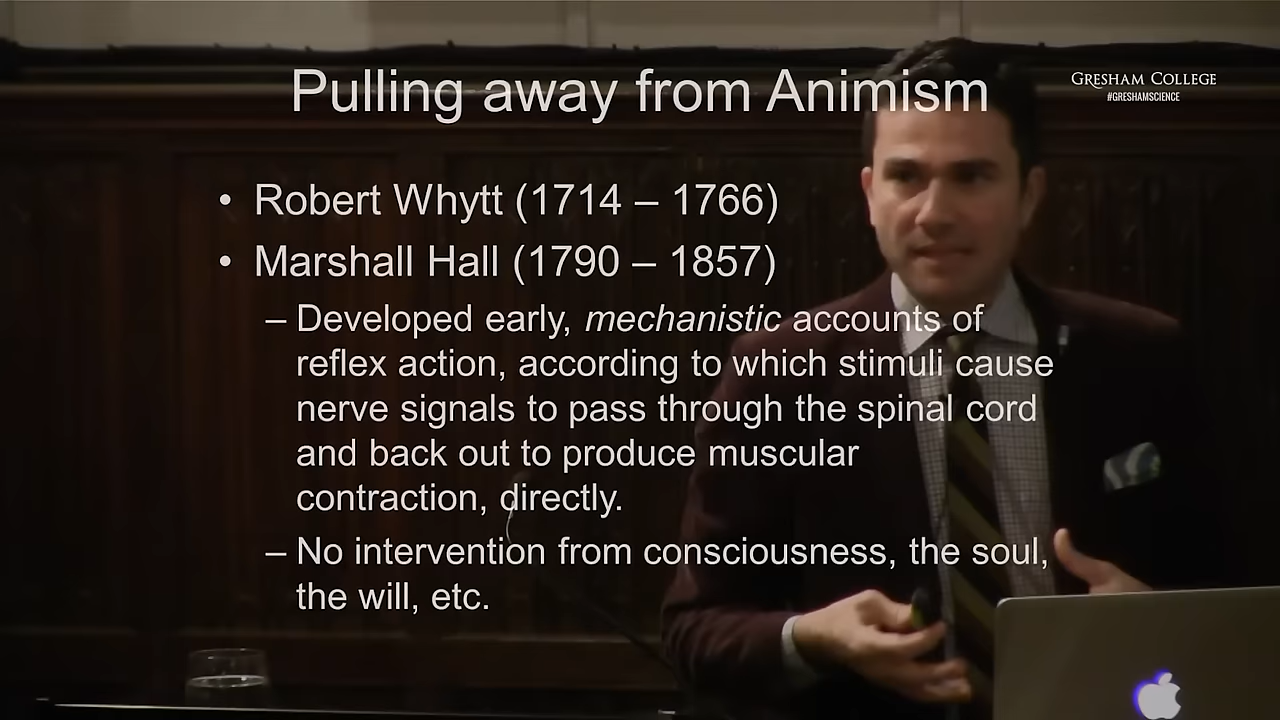 Pulling away from Animism
GRESHAM COLLEGE
#GRESHAMSCIENCE
• Robert Whytt (1714 – 1766)
• Marshall Hall (1790 – 1857)
– Developed early, mechanistic accounts of
reflex action, according to which stimuli cause
nerve signals to pass through the spinal cord
and back out to produce muscular
contraction, directly.
– No intervention from consciousness, the soul,
the will, etc.